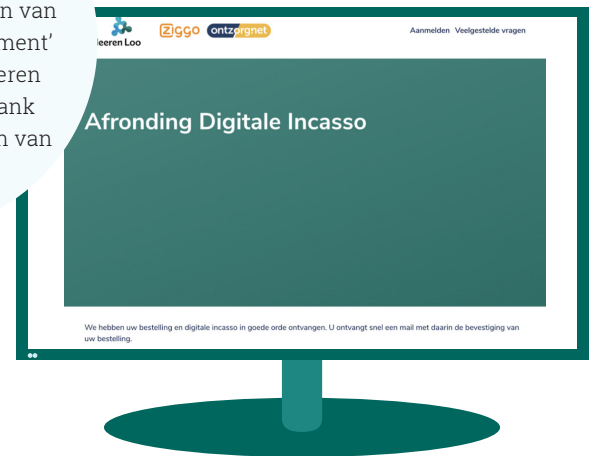 n van
ment’
eren
ank
n van
leeren Loo
ZIGGO ontzorgnet
Aanmelden Veelgestelde vragen
Afronding Digitale Incasso
We hebben uw bestelling en digitale incasso in goede orde ontvangen. U ontvangt snel een mail met daarin de bevestiging van
uw bestelling.